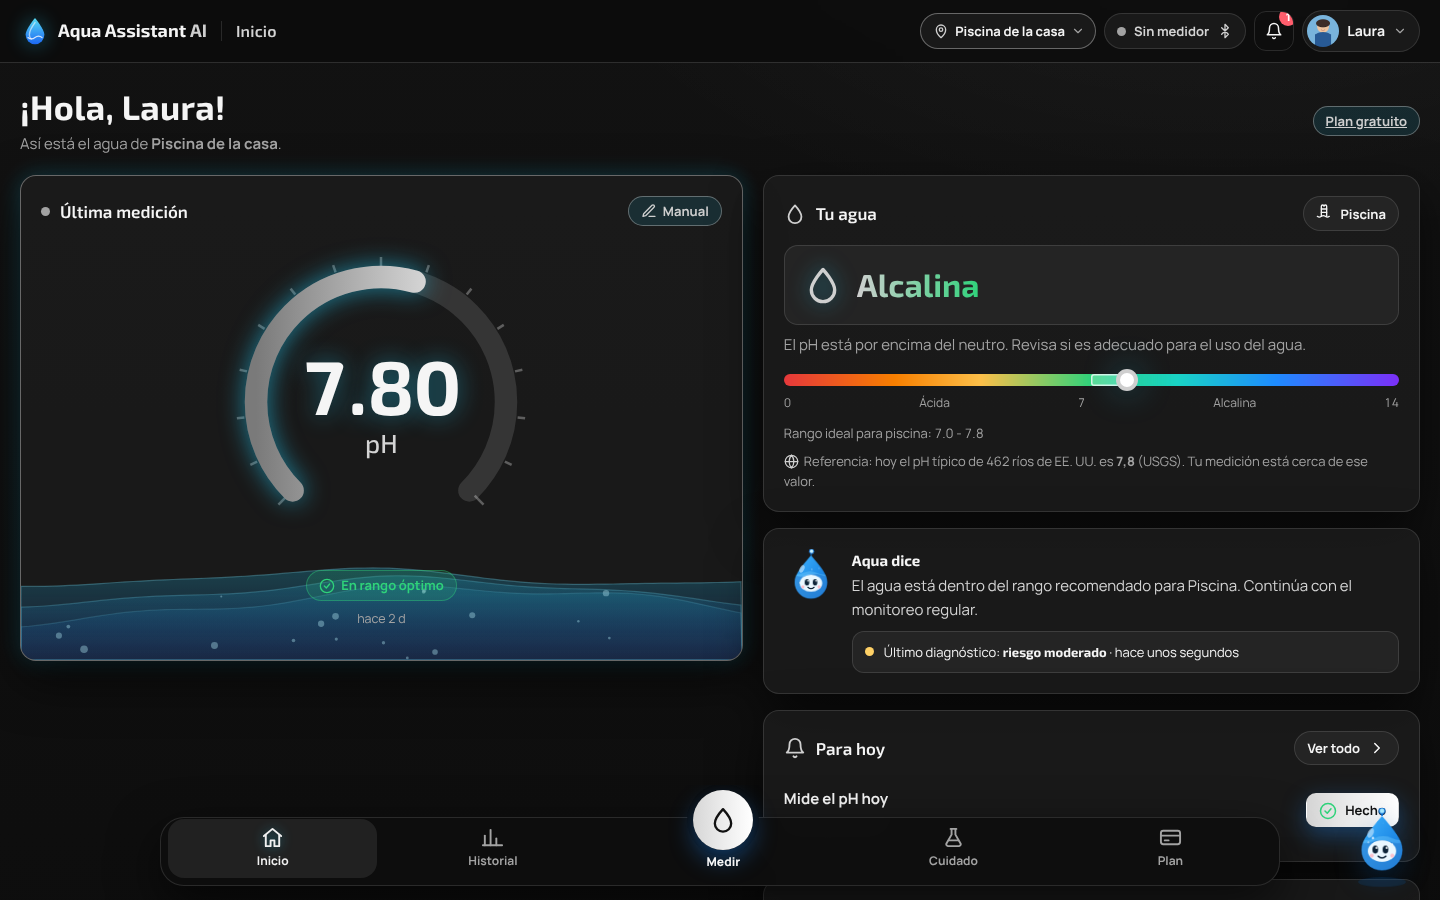 Aqua Assistant AI
Inicio
Piscina de la casa
Sin medidor
Laura
¡Hola, Laura!
Así está el agua de Piscina de la casa.
Plan gratuito
Última medición
Manual
7.80
pH
En rango óptimo
hace 2 d
Tu agua
Piscina
Alcalina
El pH está por encima del neutro. Revisa si es adecuado para el uso del agua.
0 Ácida 7 Alcalina 14
Rango ideal para piscina: 7.0 - 7.8
Referencia: hoy el pH típico de 462 ríos de EE. UU. es 7,8 (USGS). Tu medición está cerca de ese
valor.
Aqua dice
El agua está dentro del rango recomendado para Piscina. Continúa con el
monitoreo regular.
Último diagnóstico: riesgo moderado · hace unos segundos
Para hoy
Ver todo
Mide el pH hoy
Hecho
Inicio
Historial
Medir
Cuidado
Plan